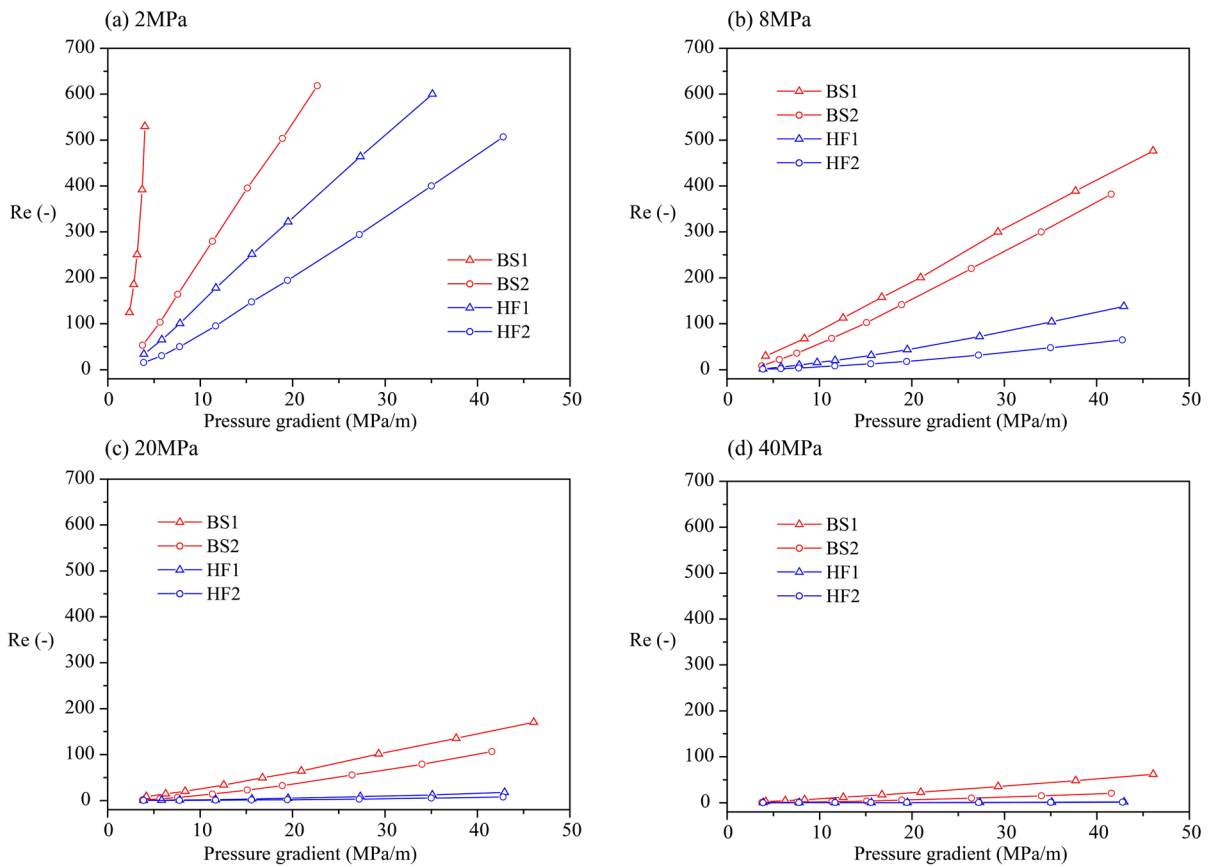 (a) 2MPa
700
600
500
400
300
200
100
0
Re (-)
BS1
BS2
HF1
HF2
0
10
20
30
40
50
Pressure gradient (MPa/m)
(b) 8MPa
700
600
500
400
300
200
100
0
Re (-)
BS1
BS2
HF1
HF2
0
10
20
30
40
50
Pressure gradient (MPa/m)
(c) 20MPa
700
600
500
400
300
200
100
0
Re (-)
BS1
BS2
HF1
HF2
0
10
20
30
40
50
Pressure gradient (MPa/m)
(d) 40MPa
700
600
500
400
300
200
100
0
Re (-)
BS1
BS2
HF1
HF2
0
10
20
30
40
50
Pressure gradient (MPa/m)